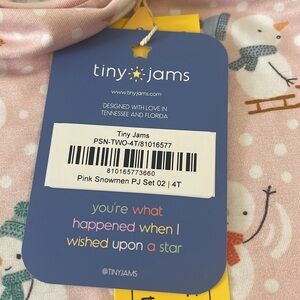 tiny jams
www.tinyjams.com
DESIGNED WITH LOVE IN
TENNESSEE AND FLORIDA
Tiny Jams
PSN-TWO-4T/81016577
810165773660
Pink Snowmen PJ Set 02 | 4T
you're what
happened when I
wished upon a star
@TINYJAMS